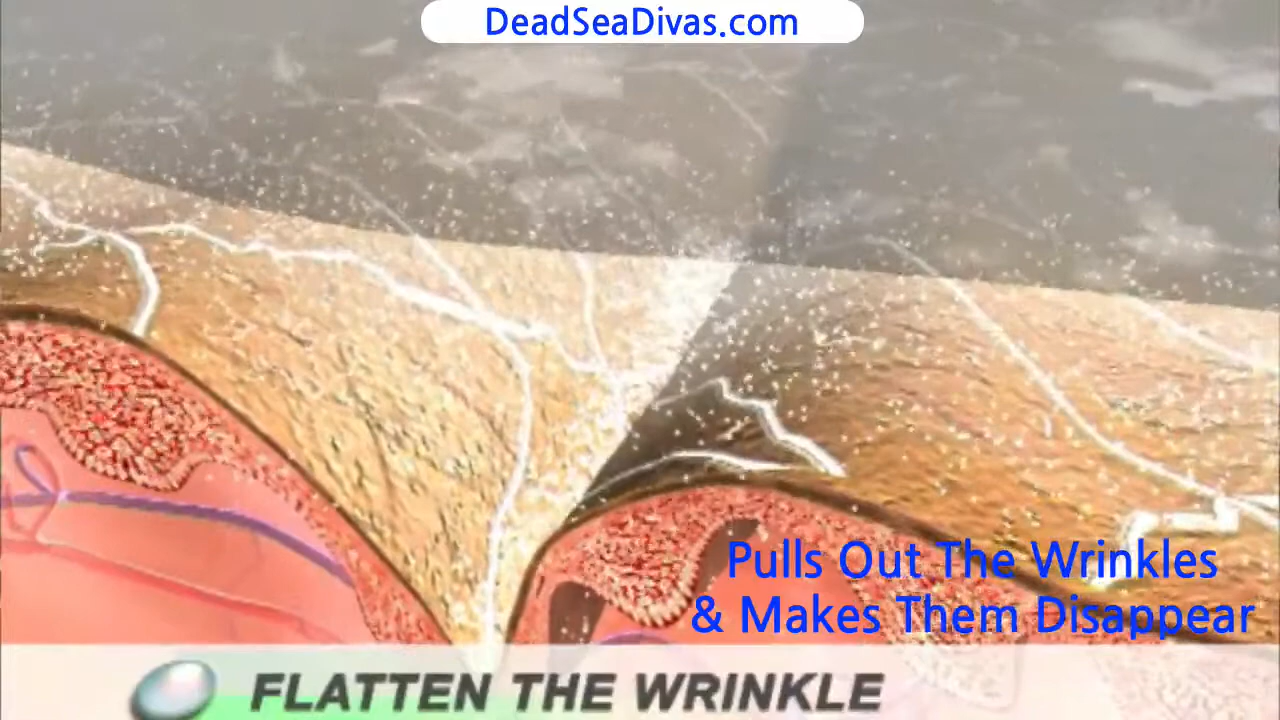 DeadSeaDivas.com
Pulls Out The Wrinkles
& Makes Them Disappear
FLATTEN THE WRINKLE